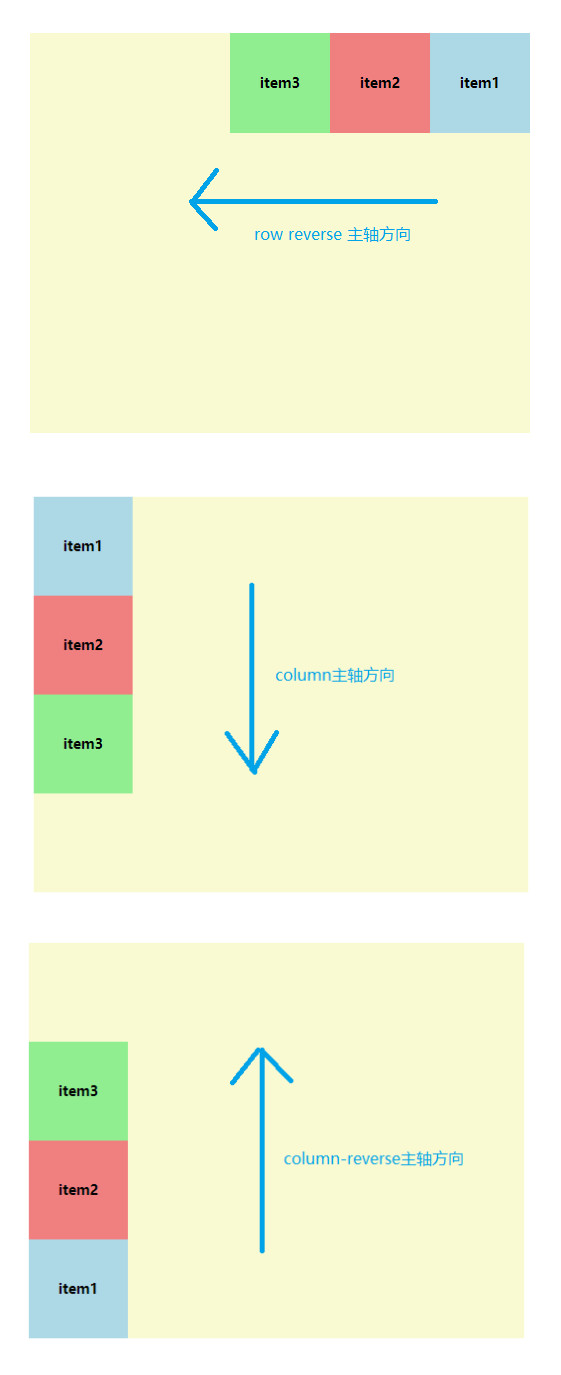 item3 item2 item1
row reverse 主轴方向
item1
item2
column主轴方向
item3
item3
column-reverse主轴方向
item2
item1